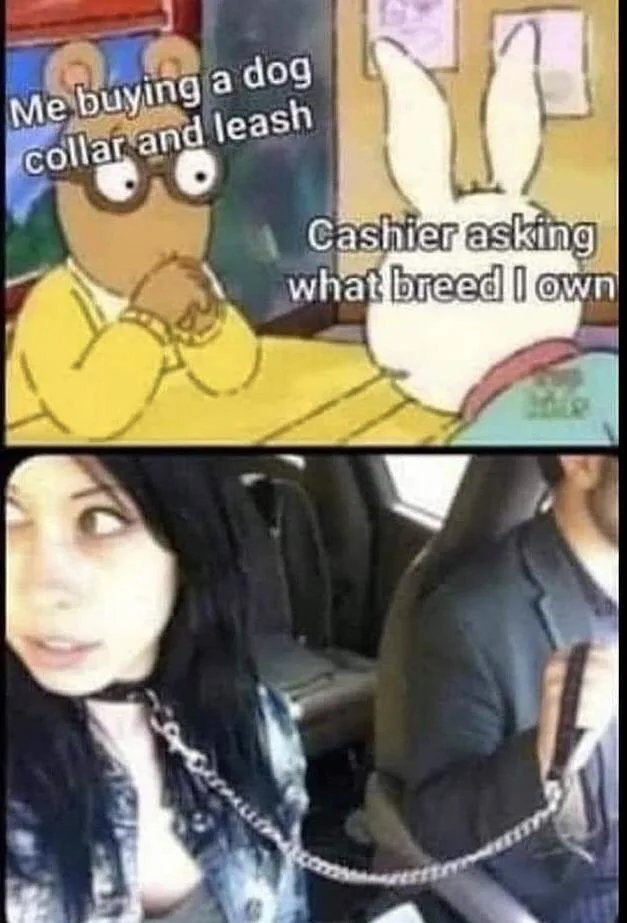 Me buying a dog
collar and leash
Cashier asking
what breed I own